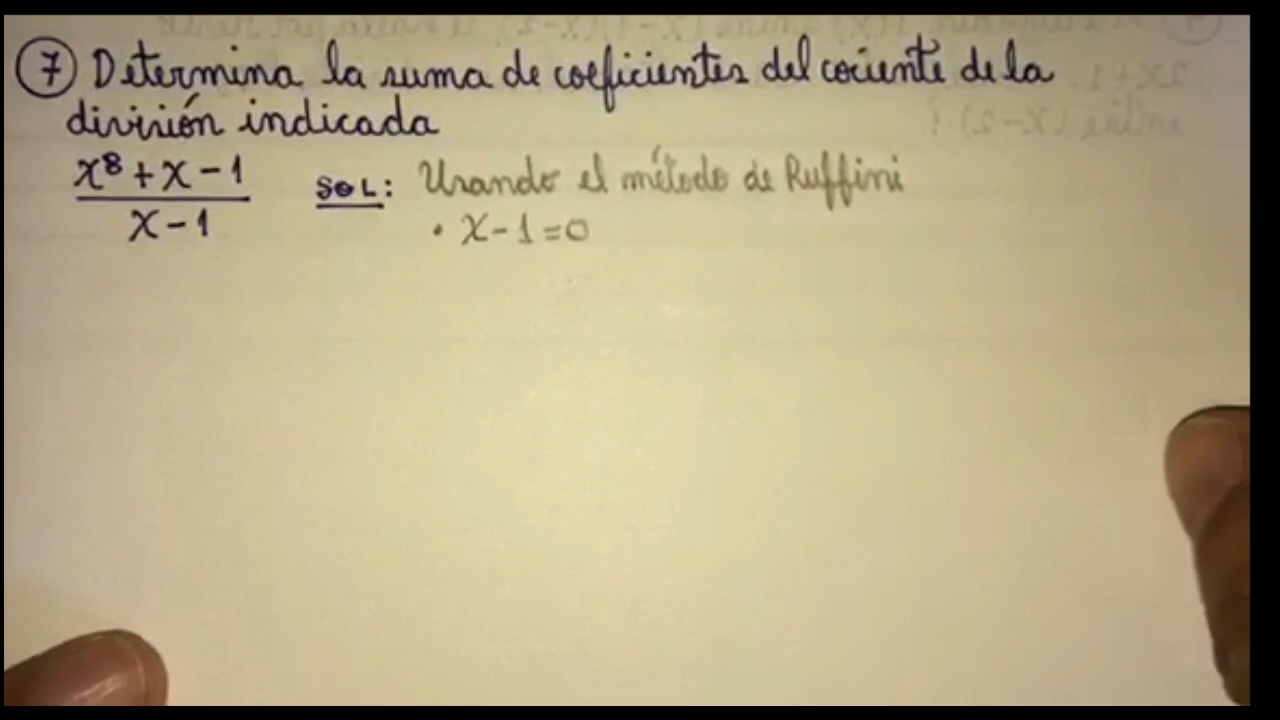 7 Determina la suma de coeficientes del cociente de la
división indicada
x⁸+x-1
x-1
SOL: Usando el método de Ruffini
• x-1=0